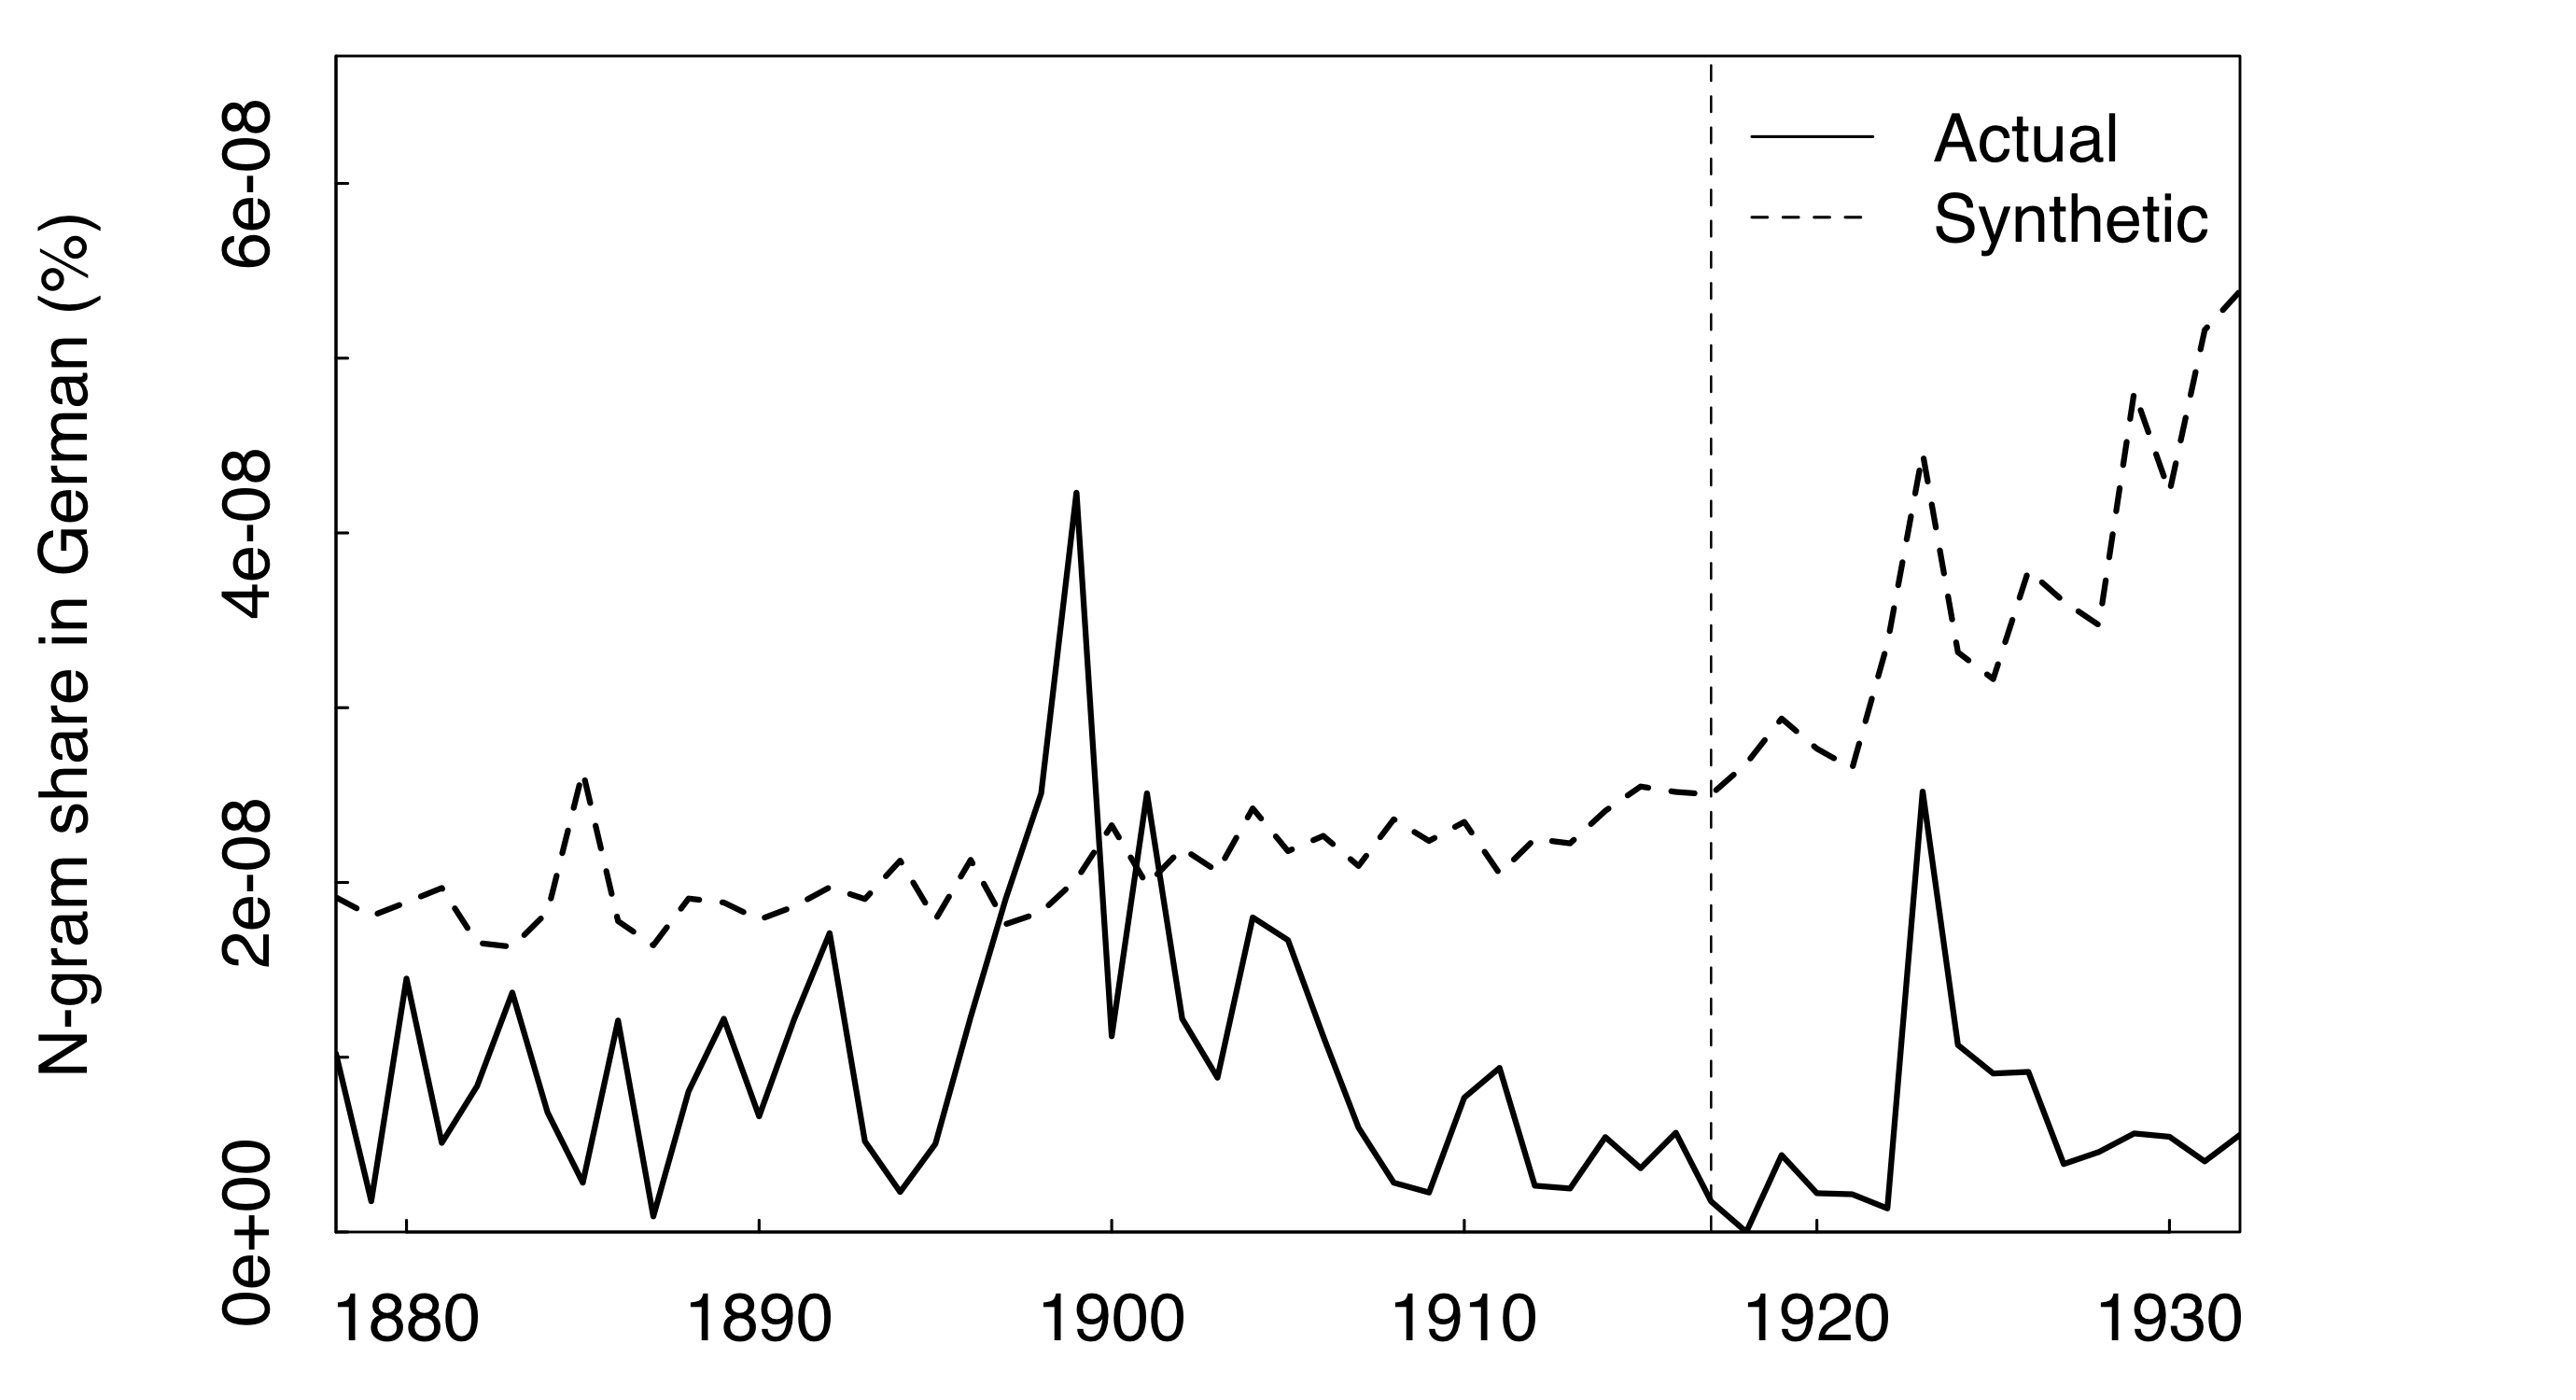 N-gram share in German (%)
6e-08
4e-08
2e-08
0e+00
Actual
Synthetic
1880 1890 1900 1910 1920 1930